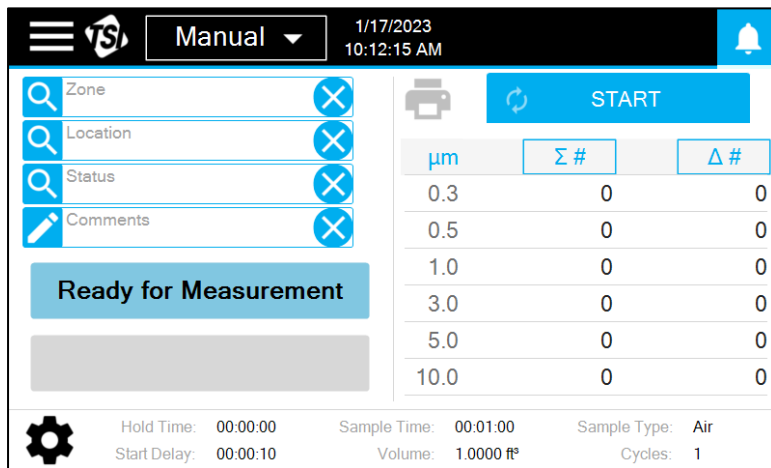 TSI
Manual
1/17/2023
10:12:15 AM
Zone
Location
Status
Comments
Ready for Measurement
START
µm Σ # Δ #
0.3 0 0
0.5 0 0
1.0 0 0
3.0 0 0
5.0 0 0
10.0 0 0
Hold Time: 00:00:00 Sample Time: 00:01:00 Sample Type: Air
Start Delay: 00:00:10 Volume: 1.0000 ft³ Cycles: 1